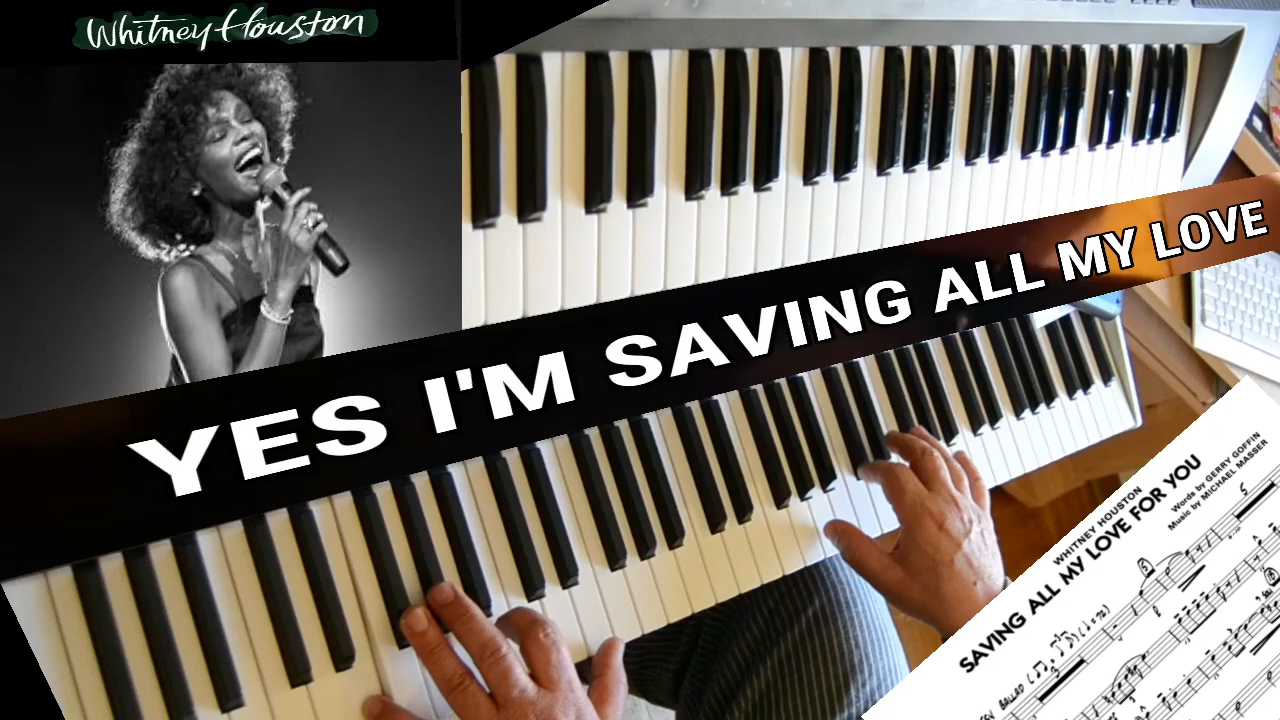 Whitney Houston
YES I'M SAVING ALL MY LOVE
WHITNEY HOUSTON
SAVING ALL MY LOVE FOR YOU
Words by GERRY GOFFIN
Music by MICHAEL MASSER
BALLAD